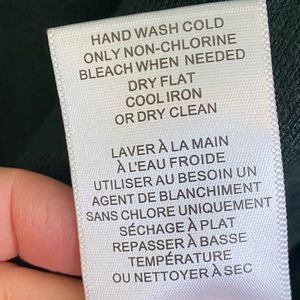 HAND WASH COLD
ONLY NON-CHLORINE
BLEACH WHEN NEEDED
DRY FLAT
COOL IRON
OR DRY CLEAN
LAVER À LA MAIN
À L'EAU FROIDE
UTILISER AU BESOIN UN
AGENT DE BLANCHIMENT
SANS CHLORE UNIQUEMENT
SÉCHAGE À PLAT
REPASSER À BASSE
TEMPÉRATURE
OU NETTOYER À SEC